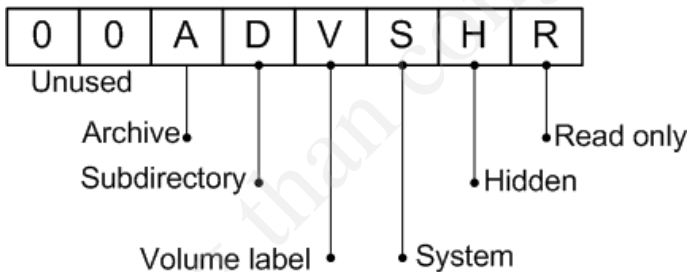 0 0 A D V S H R
Unused
Archive Read only
Subdirectory Hidden
Volume label System